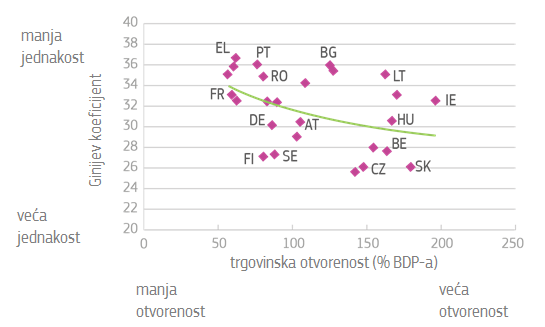 manja
jednakost
Ginijev koeficijent
40
38
36
34
32
30
28
26
24
22
20
EL
PT
BG
RO
LT
FR
IE
DE
AT
HU
FI
SE
BE
CZ
SK
veća
jednakost
0
50
100
150
200
250
trgovinska otvorenost (% BDP-a)
manja
otvorenost
veća
otvorenost